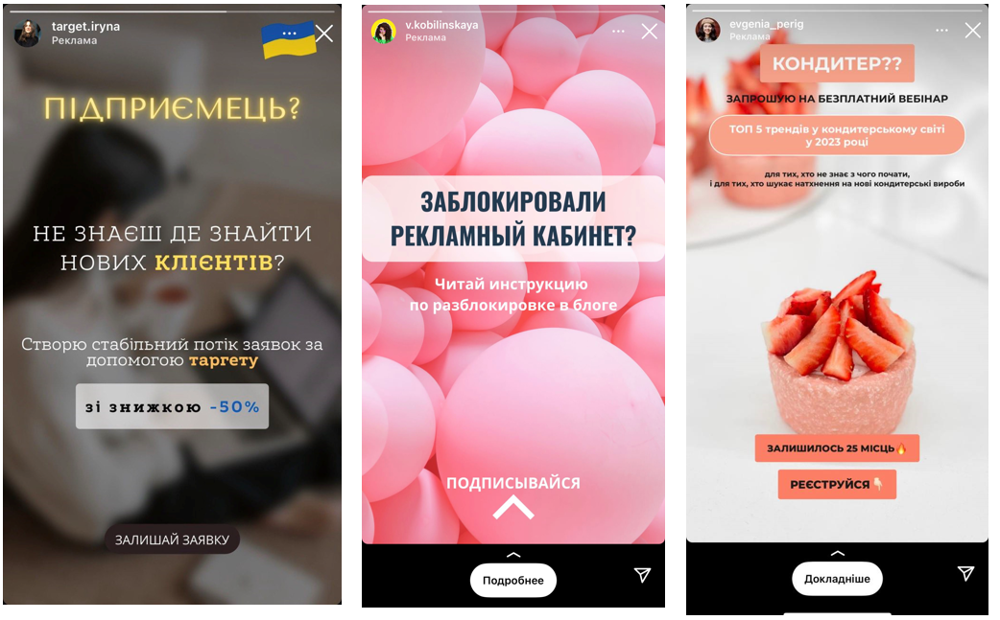 target.iryna
Реклама
ПІДПРИЄМЕЦЬ?
НЕ ЗНАЄШ ДЕ ЗНАЙТИ
НОВИХ КЛІЄНТІВ?
Створю стабільний потік заявок за
допомогою таргету
зі знижкою -50%
ЗАЛИШАЙ ЗАЯВКУ
v.kobilinskaya
Реклама
ЗАБЛОКИРОВАЛИ
РЕКЛАМНЫЙ КАБИНЕТ?
Читай инструкцию
по разблокировке в блоге
ПОДПИСЫВАЙСЯ
Подробнее
evgenia_perig
Реклама
КОНДИТЕР??
ЗАПРОШУЮ НА БЕЗПЛАТНИЙ ВЕБІНАР
ТОП 5 трендів у кондитерському світі
у 2023 році
для тих, хто не знає з чого почати,
і для тих, хто шукає натхнення на нові кондитерські вироби
ЗАЛИШИЛОСЬ 25 МІСЦЬ🔥
РЕЄСТРУЙСЯ👇🏻
Докладніше